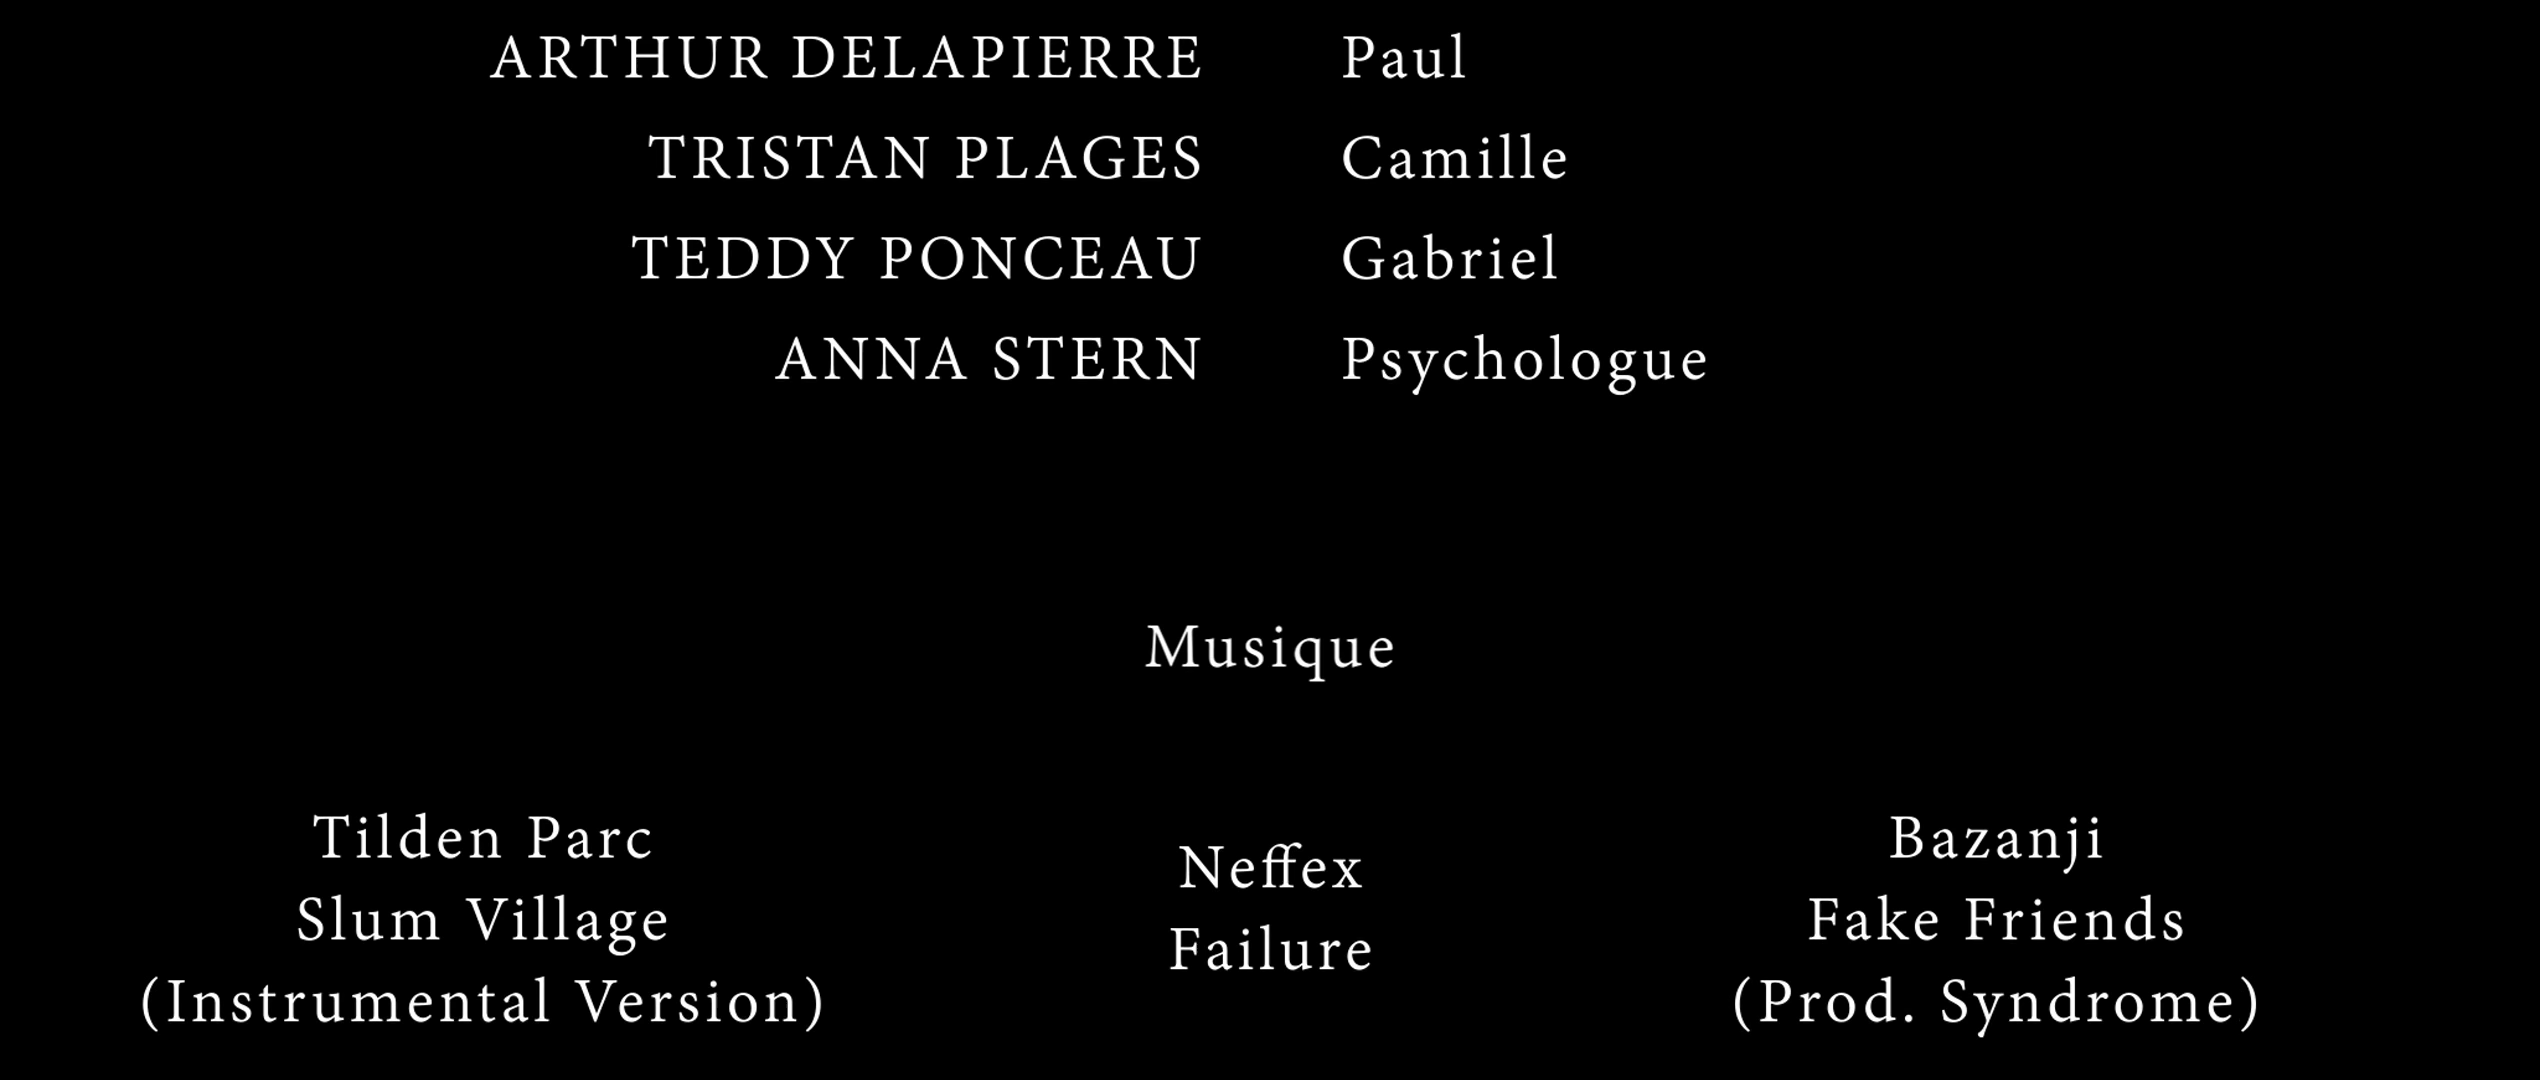 ARTHUR DELAPIERRE Paul
TRISTAN PLAGES Camille
TEDDY PONCEAU Gabriel
ANNA STERN Psychologue
Musique
Tilden Parc
Slum Village
(Instrumental Version)
Neffex
Failure
Bazanji
Fake Friends
(Prod. Syndrome)